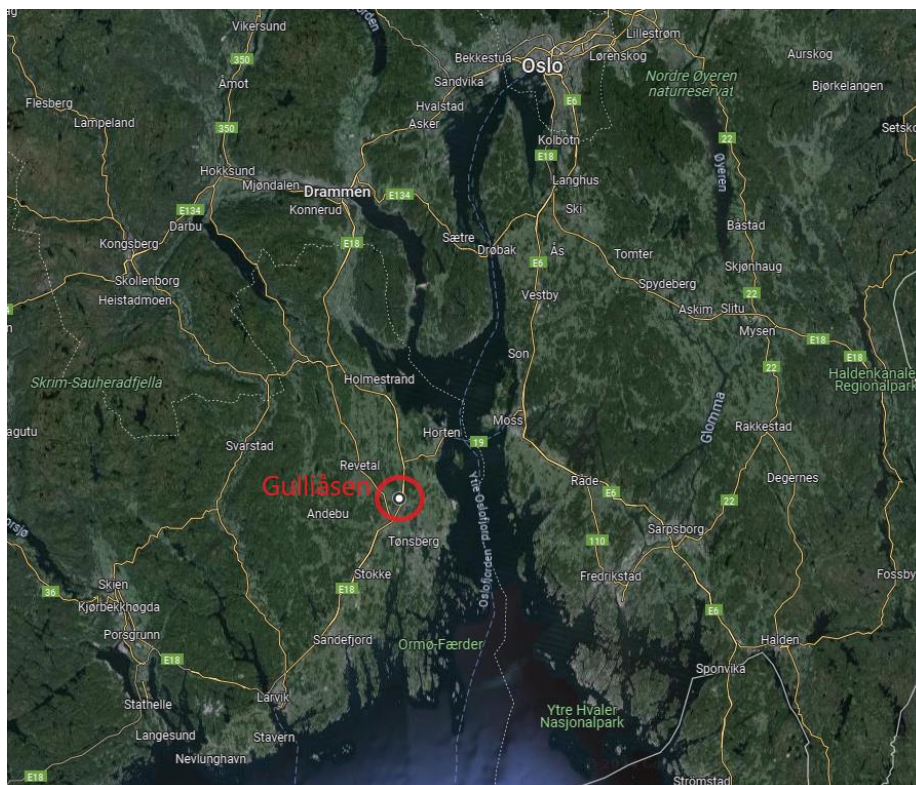 Vikersund
Lillestrøm
Bekkestua
Oslo
Lørenskog
Aurskog
350
Åmot
Sandvika
Nordre Øyeren
naturreservat
Bjørkelangen
Flesberg
Hvalstad
E6
Lampeland
350
Asker
Kolbotn
22
Setsko
E18
Øyeren
Hokksund
Mjøndalen
Drammen
E134
Langhus
Konnerud
Ski
E134
Darbu
Båstad
Kongsberg
E18
Sætre
Drøbak
Ås
Tomter
Skollenborg
E6
Skjønhaug
Heistadmoen
Vestby
Spydeberg
22
Askim
Slitu
Mysen
E18
E18
Son
22
Haldenkanale
Regionalpark
Skrim-Sauheradfjella
Holmestrand
Moss
Glomma
agutu
Horten
19
Rakkestad
Svarstad
Revetal
Råde
Degernes
Gulliåsen
E6
Ytre Oslofjord
22
Andebu
Sarpsborg
Tønsberg
110
Oslofjorden
Stokke
Fredrikstad
Fossby
Skien
36
E18
Kjørbekkhøgda
E6
Porsgrunn
Sandefjord
Ormø-Færder
Halden
E18
Sponvika
Larvik
Stathelle
Ytre Hvaler
Nasjonalpark
Langesund
Stavern
Nevlunghavn
E18
Strömstad